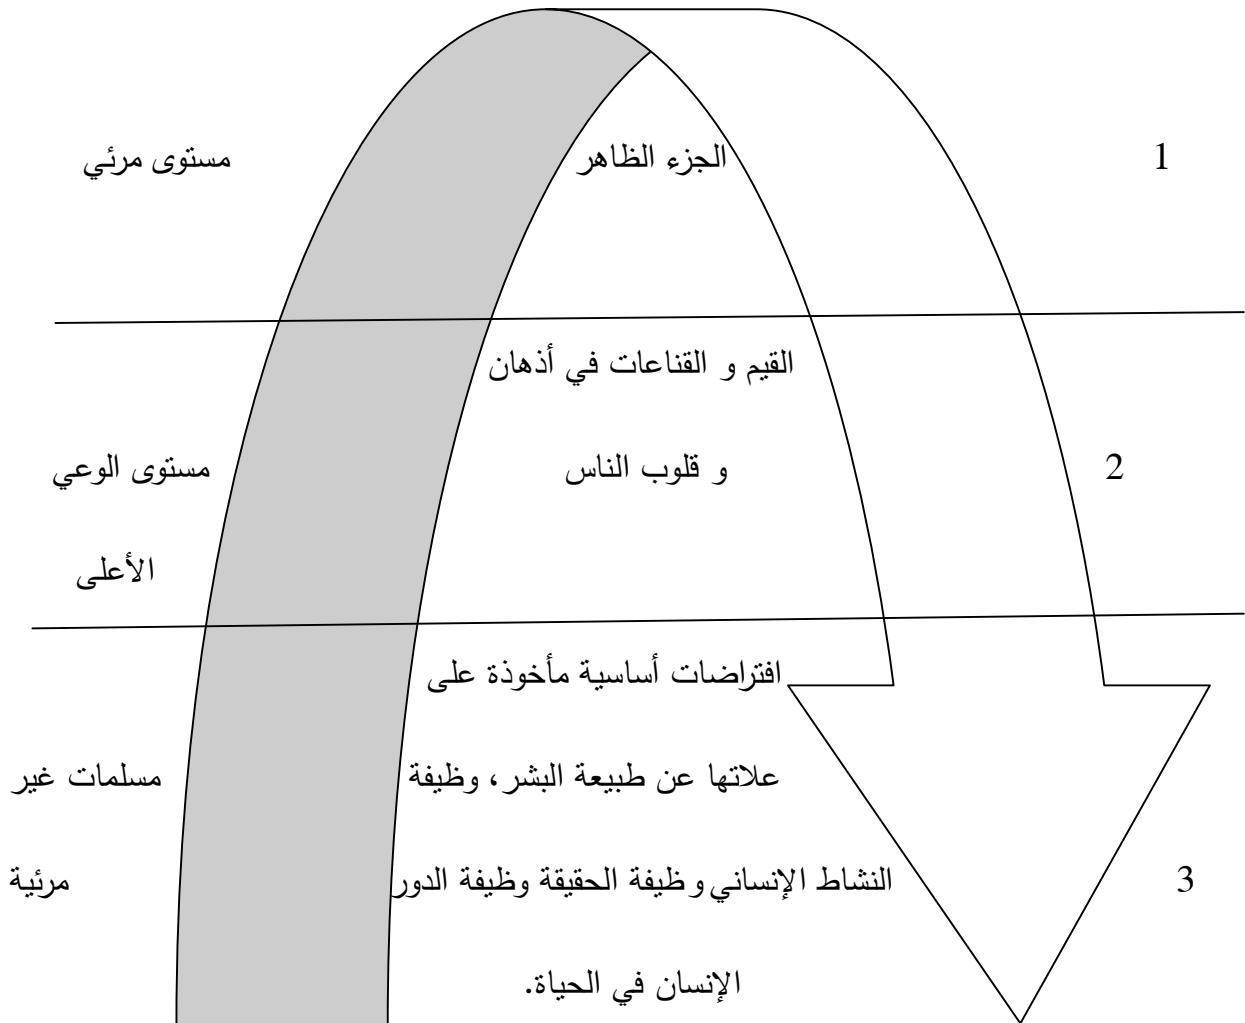 1 الجزء الظاهر مستوى مرئي
القيم و القناعات في أذهان
2 و قلوب الناس مستوى الوعي
الأعلى
افتراضات أساسية مأخوذة على
علاتها عن طبيعة البشر، وظيفة مسلمات غير
3 النشاط الإنساني وظيفة الحقيقة وظيفة الدور مرئية
الإنسان في الحياة.